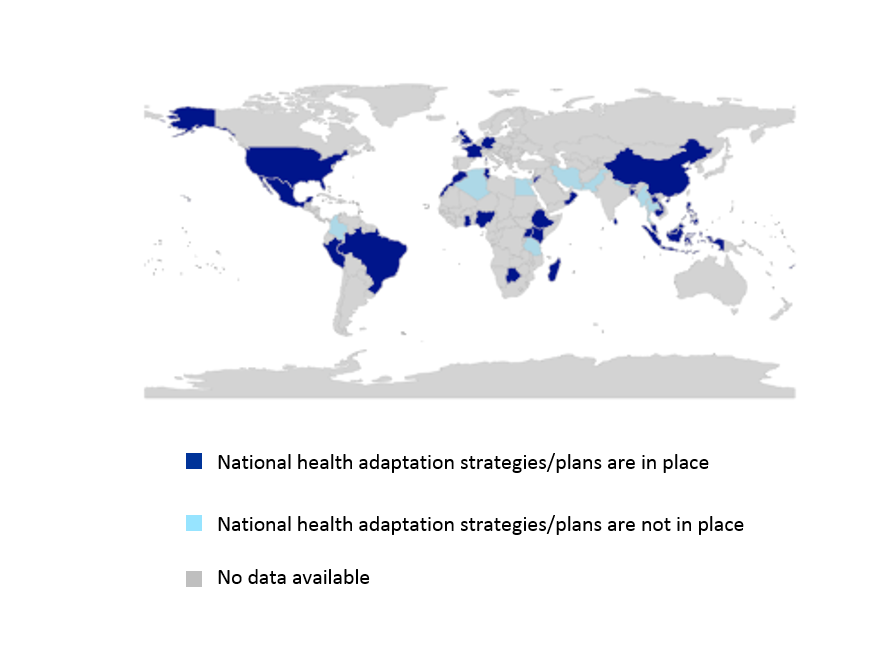 National health adaptation strategies/plans are in place
National health adaptation strategies/plans are not in place
No data available